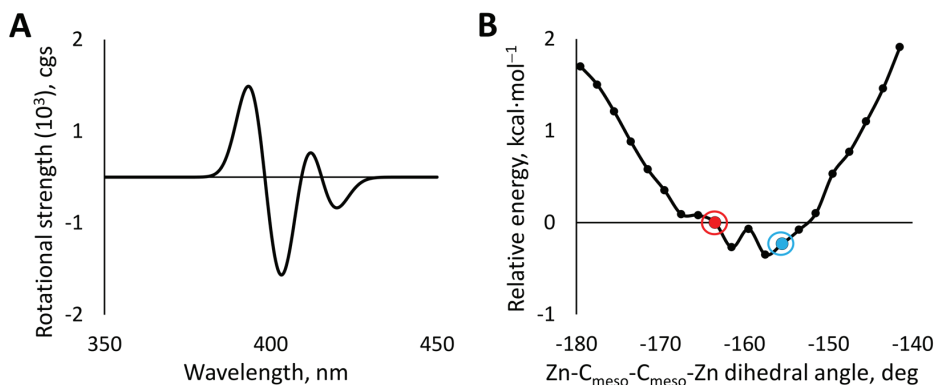 A
2
1
-1
-2
Rotational strength (10³), cgs
350
400
450
Wavelength, nm
B
2
1
0
-1
Relative energy, kcal·mol⁻¹
-180
-170
-160
-150
-140
Zn-Cmeso-Cmeso-Zn dihedral angle, deg